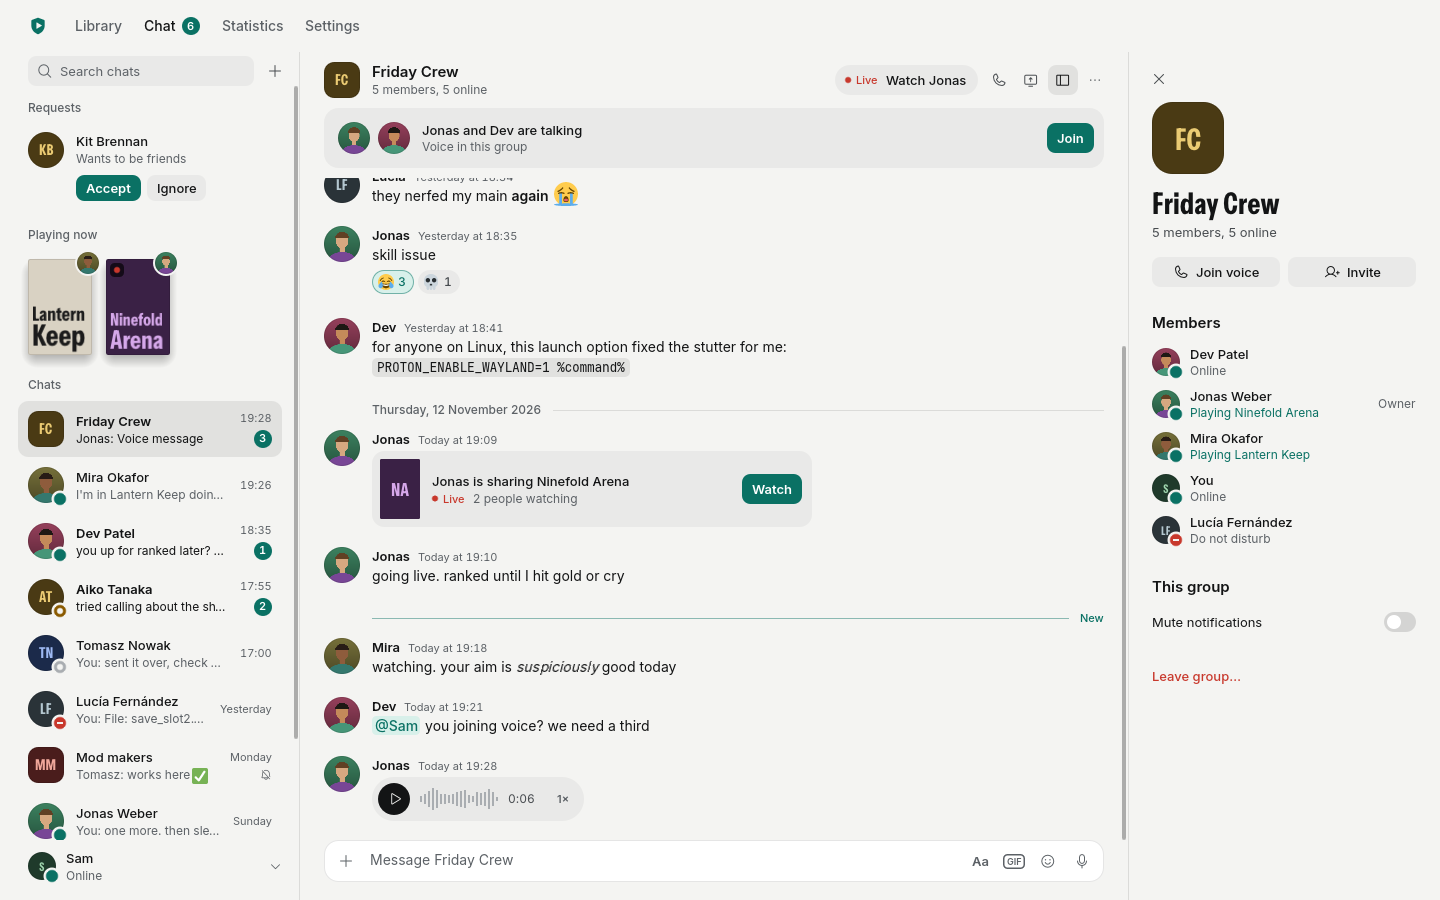 Library
Chat
6
Statistics
Settings
Search chats
Requests
KB
Kit Brennan
Wants to be friends
Accept
Ignore
Playing now
Lantern
Keep
Ninefold
Arena
Chats
FC
Friday Crew
19:28
Jonas: Voice message
3
Mira Okafor
I'm in Lantern Keep doin...
19:26
Dev Patel
18:35
you up for ranked later? ...
1
AT
Aiko Tanaka
17:55
tried calling about the sh...
2
TN
Tomasz Nowak
You: sent it over, check ...
17:00
LF
Lucía Fernández
You: File: save_slot2....
Yesterday
MM
Mod makers
Monday
Tomasz: works here ✅
Jonas Weber
You: one more. then sle...
Sunday
S
Sam
Online
FC
Friday Crew
5 members, 5 online
Live
Watch Jonas
Jonas and Dev are talking
Voice in this group
Join
LF
Lucía Yesterday at 18:34
they nerfed my main again 😭
Jonas Yesterday at 18:35
skill issue
😂 3
💀 1
Dev Yesterday at 18:41
for anyone on Linux, this launch option fixed the stutter for me:
PROTON_ENABLE_WAYLAND=1 %command%
Thursday, 12 November 2026
Jonas Today at 19:09
NA
Jonas is sharing Ninefold Arena
Live 2 people watching
Watch
Jonas Today at 19:10
going live. ranked until I hit gold or cry
New
Mira Today at 19:18
watching. your aim is suspiciously good today
Dev Today at 19:21
@Sam you joining voice? we need a third
Jonas Today at 19:28
0:06
1×
Message Friday Crew
Aa
GIF
FC
Friday Crew
5 members, 5 online
Join voice
Invite
Members
Dev Patel
Online
Jonas Weber
Playing Ninefold Arena
Owner
Mira Okafor
Playing Lantern Keep
S
You
Online
LF
Lucía Fernández
Do not disturb
This group
Mute notifications
Leave group...